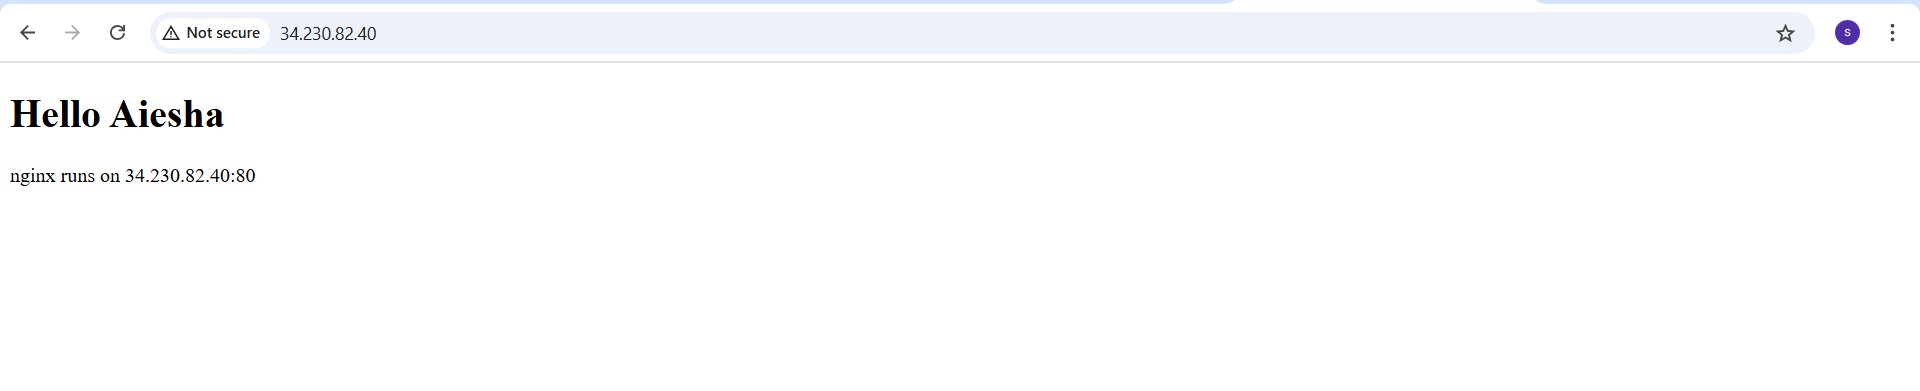 Not secure 34.230.82.40
S
Hello Aiesha
nginx runs on 34.230.82.40:80